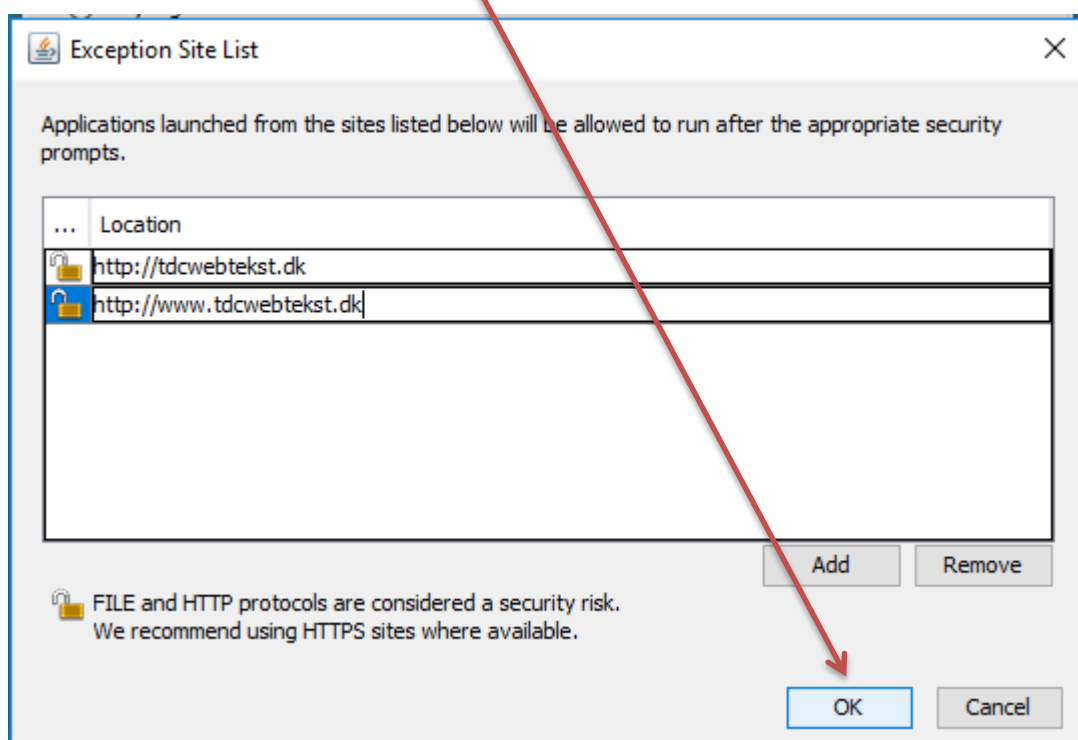 Exception Site List
Applications launched from the sites listed below will be allowed to run after the appropriate security
prompts.
... Location
http://tdcwebtekst.dk
http://www.tdcwebtekst.dk
Add Remove
FILE and HTTP protocols are considered a security risk.
We recommend using HTTPS sites where available.
OK Cancel